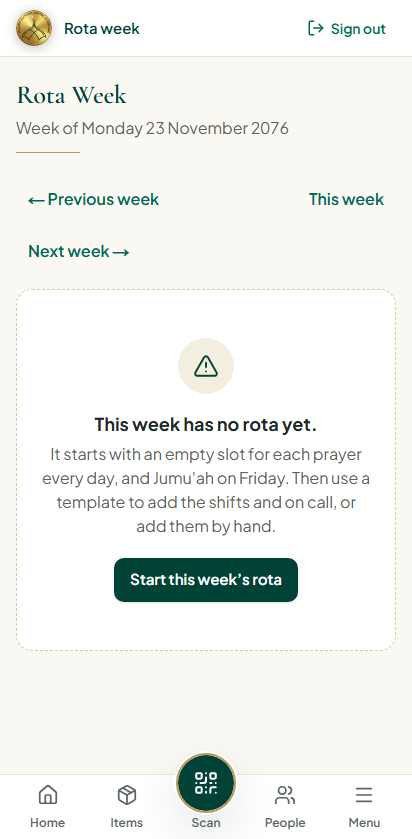 Rota week
Sign out
Rota Week
Week of Monday 23 November 2076
← Previous week
This week
Next week →
This week has no rota yet.
It starts with an empty slot for each prayer
every day, and Jumu'ah on Friday. Then use a
template to add the shifts and on call, or
add them by hand.
Start this week’s rota
Home
Items
Scan
People
Menu